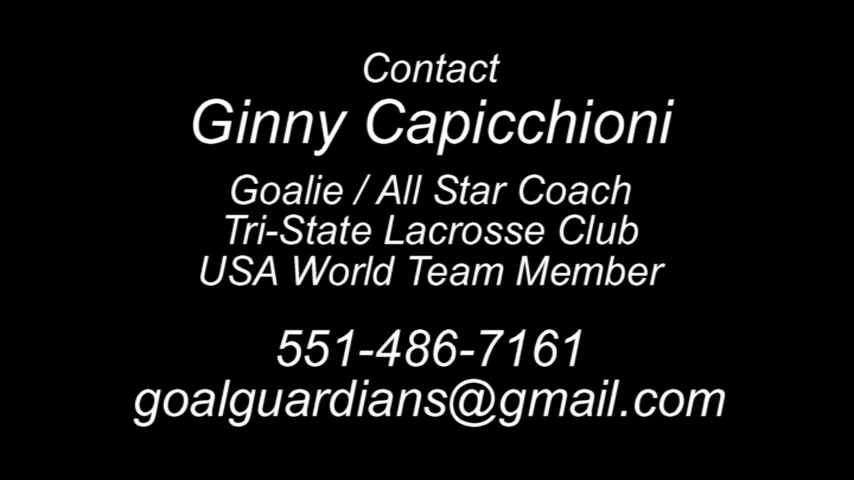 Contact
Ginny Capicchioni
Goalie / All Star Coach
Tri-State Lacrosse Club
USA World Team Member
551-486-7161
goalguardians@gmail.com